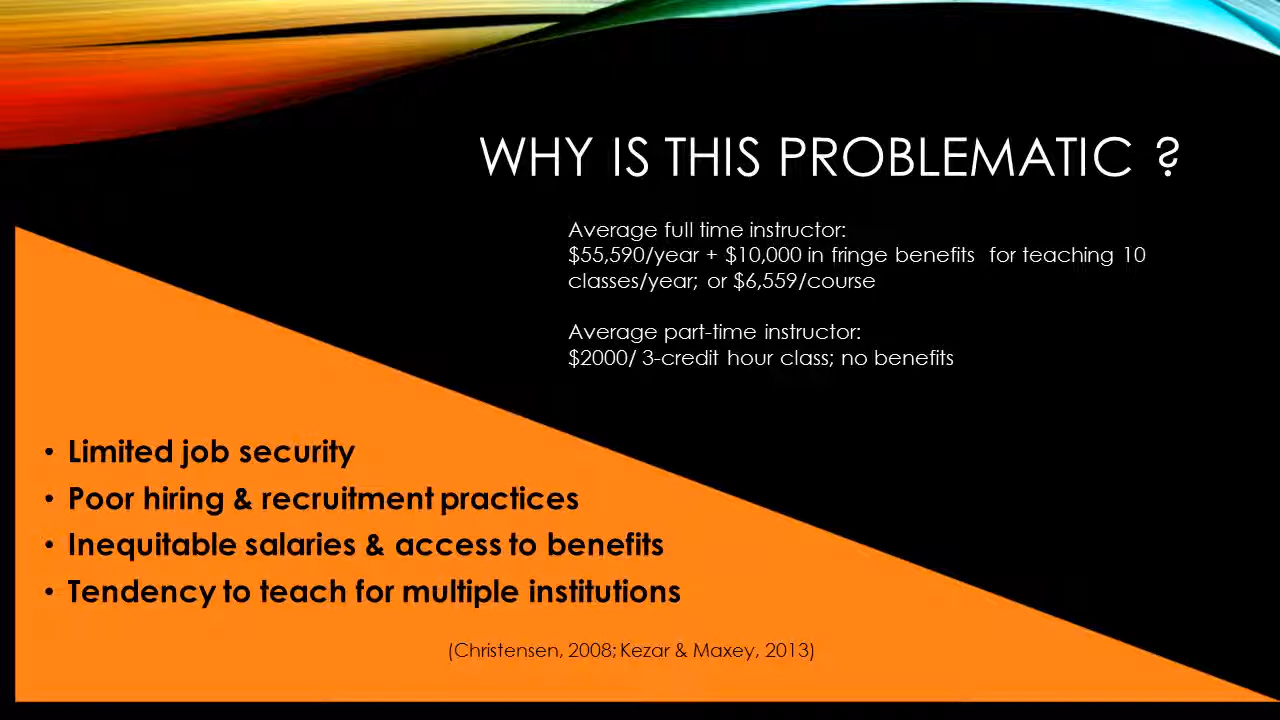 WHY IS THIS PROBLEMATIC ?
Average full time instructor:
$55,590/year + $10,000 in fringe benefits  for teaching 10
classes/year; or $6,559/course
Average part-time instructor:
$2000/ 3-credit hour class; no benefits
• Limited job security
• Poor hiring & recruitment practices
• Inequitable salaries & access to benefits
• Tendency to teach for multiple institutions
(Christensen, 2008; Kezar & Maxey, 2013)